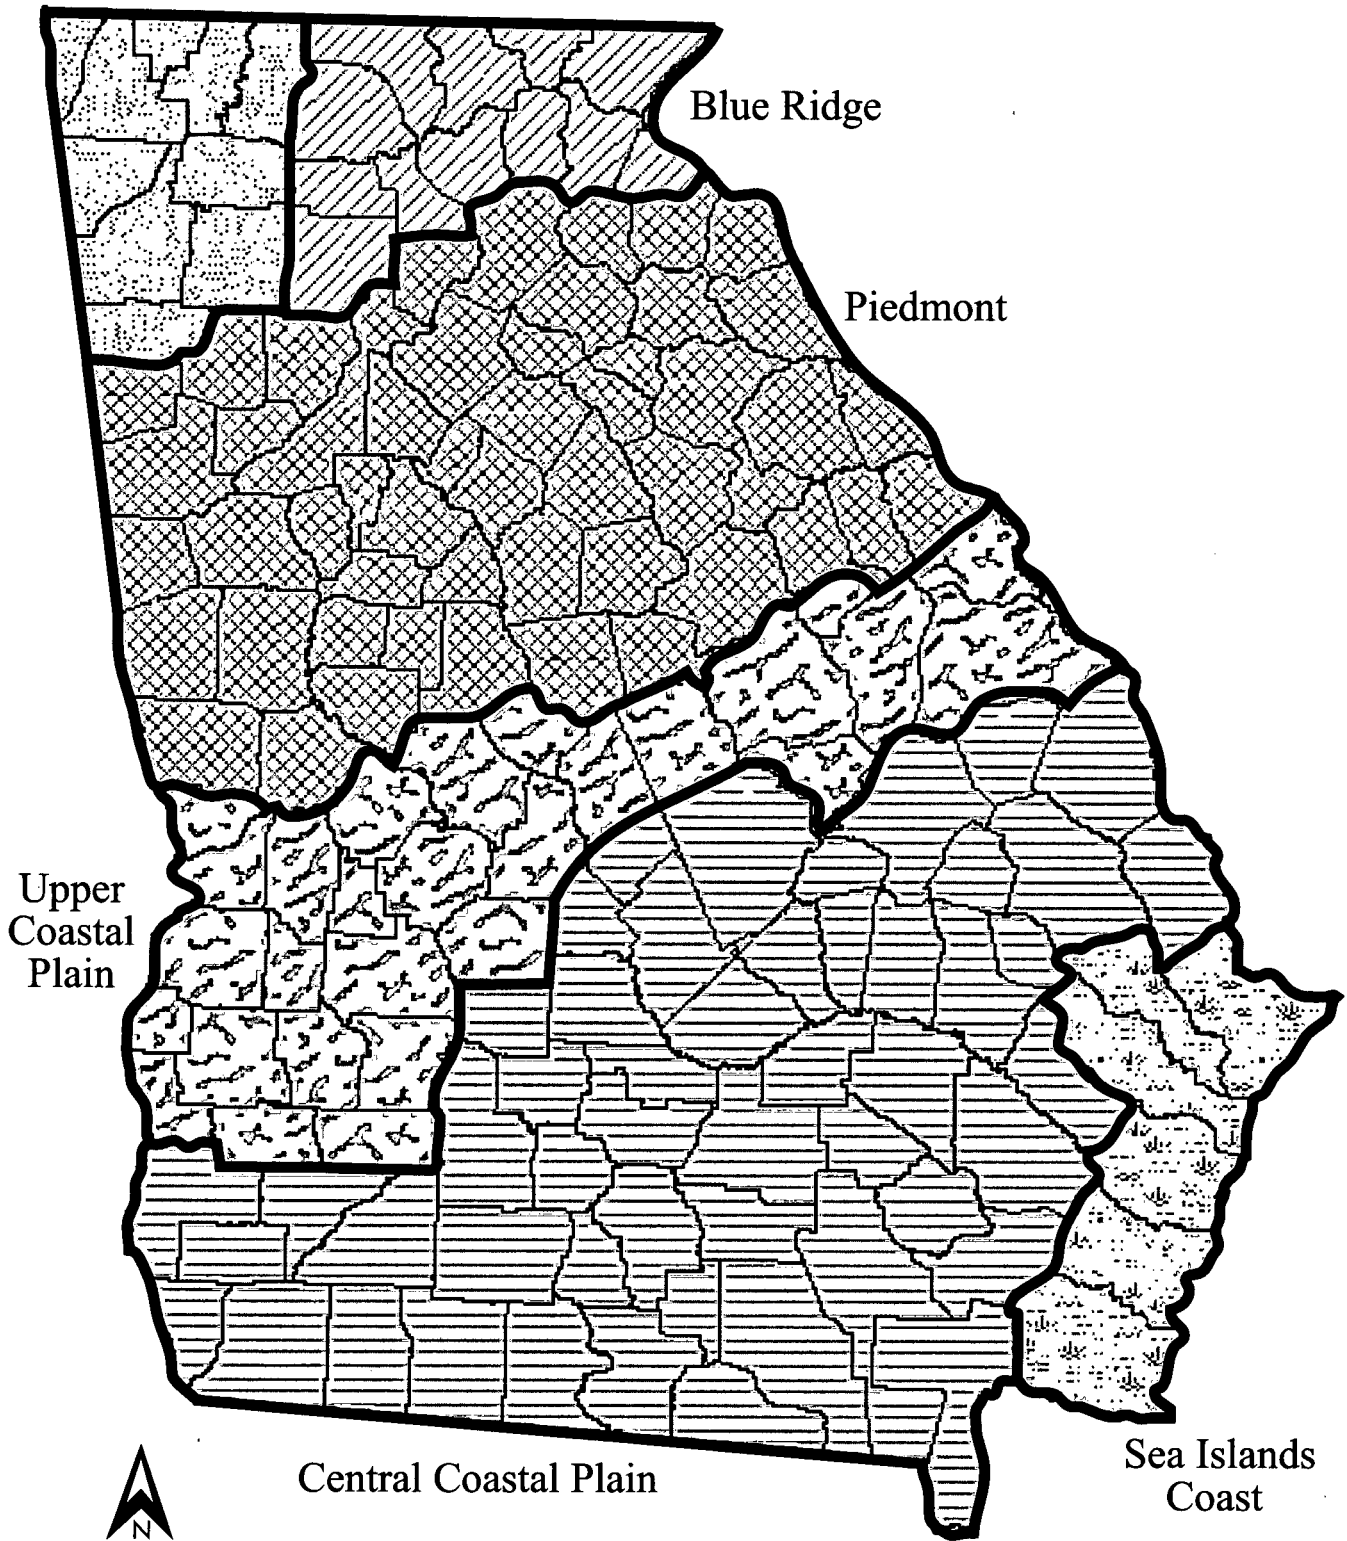 Blue Ridge
Piedmont
Upper
Coastal
Plain
Central Coastal Plain
Sea Islands
Coast
N